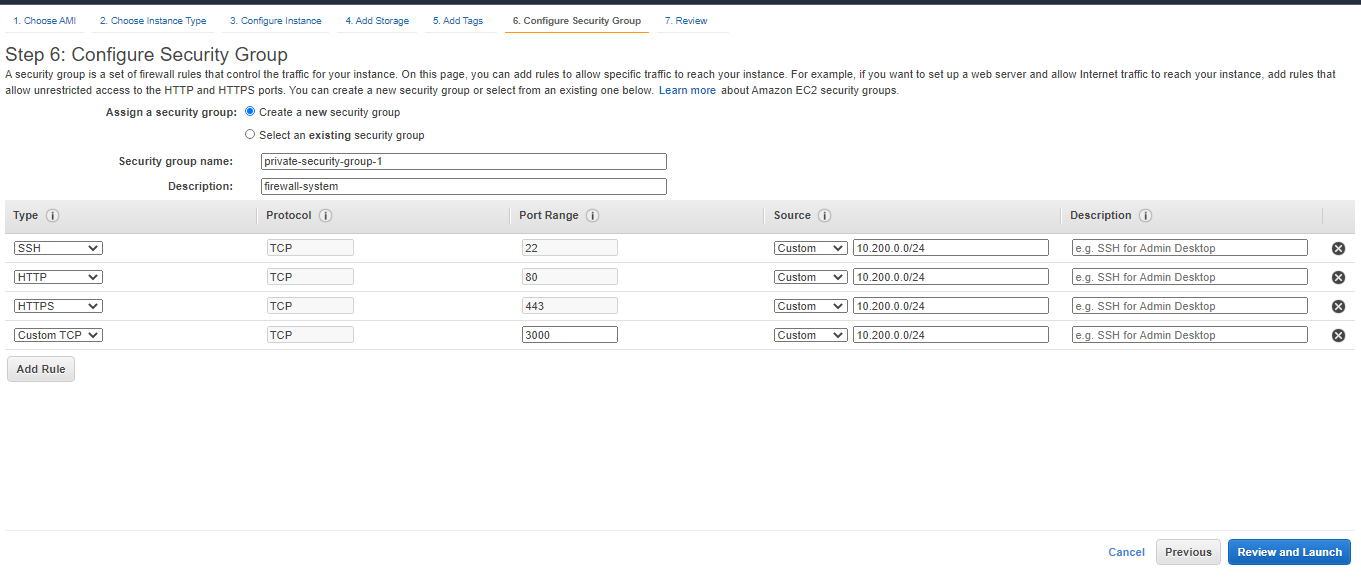 1. Choose AMI 2. Choose Instance Type 3. Configure Instance 4. Add Storage 5. Add Tags 6. Configure Security Group 7. Review
Step 6: Configure Security Group
A security group is a set of firewall rules that control the traffic for your instance. On this page, you can add rules to allow specific traffic to reach your instance. For example, if you want to set up a web server and allow Internet traffic to reach your instance, add rules that
allow unrestricted access to the HTTP and HTTPS ports. You can create a new security group or select from an existing one below. Learn more about Amazon EC2 security groups.
Assign a security group: Create a new security group
Select an existing security group
Security group name: private-security-group-1
Description: firewall-system
Type i Protocol i Port Range i Source i Description i
SSH TCP 22 Custom 10.200.0.0/24 e.g. SSH for Admin Desktop
HTTP TCP 80 Custom 10.200.0.0/24 e.g. SSH for Admin Desktop
HTTPS TCP 443 Custom 10.200.0.0/24 e.g. SSH for Admin Desktop
Custom TCP TCP 3000 Custom 10.200.0.0/24 e.g. SSH for Admin Desktop
Add Rule
Cancel Previous Review and Launch